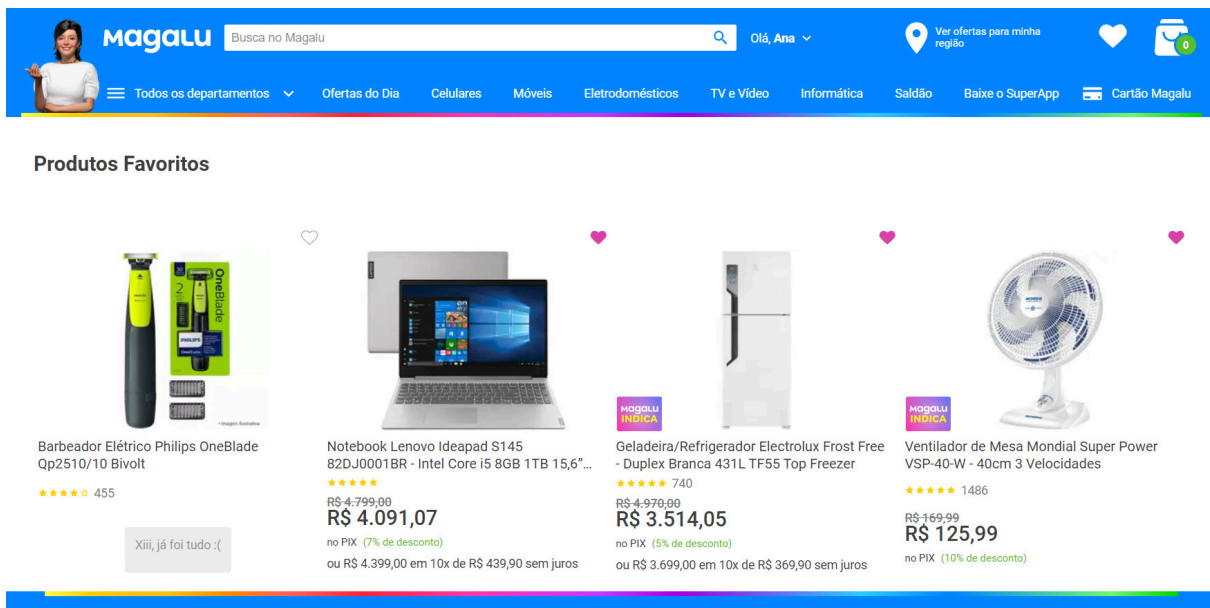 Magalu
Busca no Magalu
Olá, Ana
Ver ofertas para minha
região
0
Todos os departamentos
Ofertas do Dia
Celulares
Móveis
Eletrodomésticos
TV e Vídeo
Informática
Saldão
Baixe o SuperApp
Cartão Magalu
Produtos Favoritos
OneBlade
2
PHILIPS
Barbeador Elétrico Philips OneBlade
Qp2510/10 Bivolt
455
Xiii, já foi tudo :(
Lenovo
Notebook Lenovo Ideapad S145
82DJ0001BR - Intel Core i5 8GB 1TB 15,6”...
R$ 4.799,00
R$ 4.091,07
no PIX (7% de desconto)
ou R$ 4.399,00 em 10x de R$ 439,90 sem juros
Magalu
INDICA
Geladeira/Refrigerador Electrolux Frost Free
- Duplex Branca 431L TF55 Top Freezer
740
R$ 4.970,00
R$ 3.514,05
no PIX (5% de desconto)
ou R$ 3.699,00 em 10x de R$ 369,90 sem juros
Magalu
INDICA
Ventilador de Mesa Mondial Super Power
VSP-40-W - 40cm 3 Velocidades
1486
R$ 169,99
R$ 125,99
no PIX (10% de desconto)